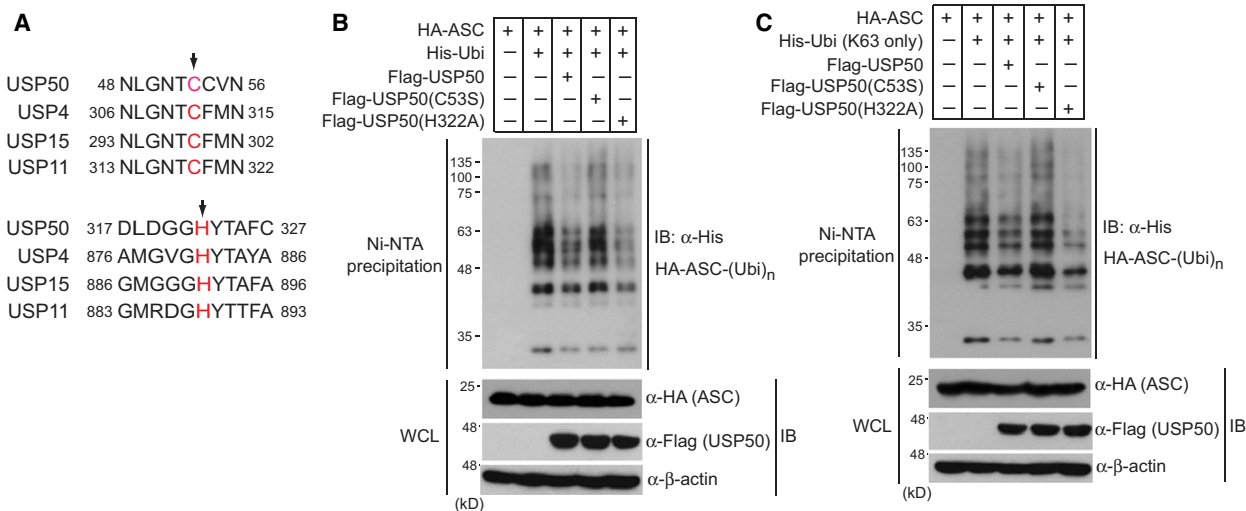 A
USP50 48 NLGNTCCVN 56
USP4 306 NLGNTCFMN 315
USP15 293 NLGNTCFMN 302
USP11 313 NLGNTCFMN 322
USP50 317 DLDGGHYTAFC 327
USP4 876 AMGVGHYTAYA 886
USP15 886 GMGGGHYTAFA 896
USP11 883 GMRDGHYTTFA 893
B
HA-ASC + + + + +
His-Ubi – + + + +
Flag-USP50 – – + – –
Flag-USP50(C53S) – – – + –
Flag-USP50(H322A) – – – – +
135
100
75
63
48
35
Ni-NTA
precipitation
IB: α-His
HA-ASC-(Ubi)n
25
α-HA (ASC)
48
WCL
α-Flag (USP50)
IB
48
α-β-actin
(kD)
C
HA-ASC + + + + +
His-Ubi (K63 only) – + + + +
Flag-USP50 – – + – –
Flag-USP50(C53S) – – – + –
Flag-USP50(H322A) – – – – +
135
100
75
63
48
35
Ni-NTA
precipitation
IB: α-His
HA-ASC-(Ubi)n
25
α-HA (ASC)
48
WCL
α-Flag (USP50)
IB
48
α-β-actin
(kD)